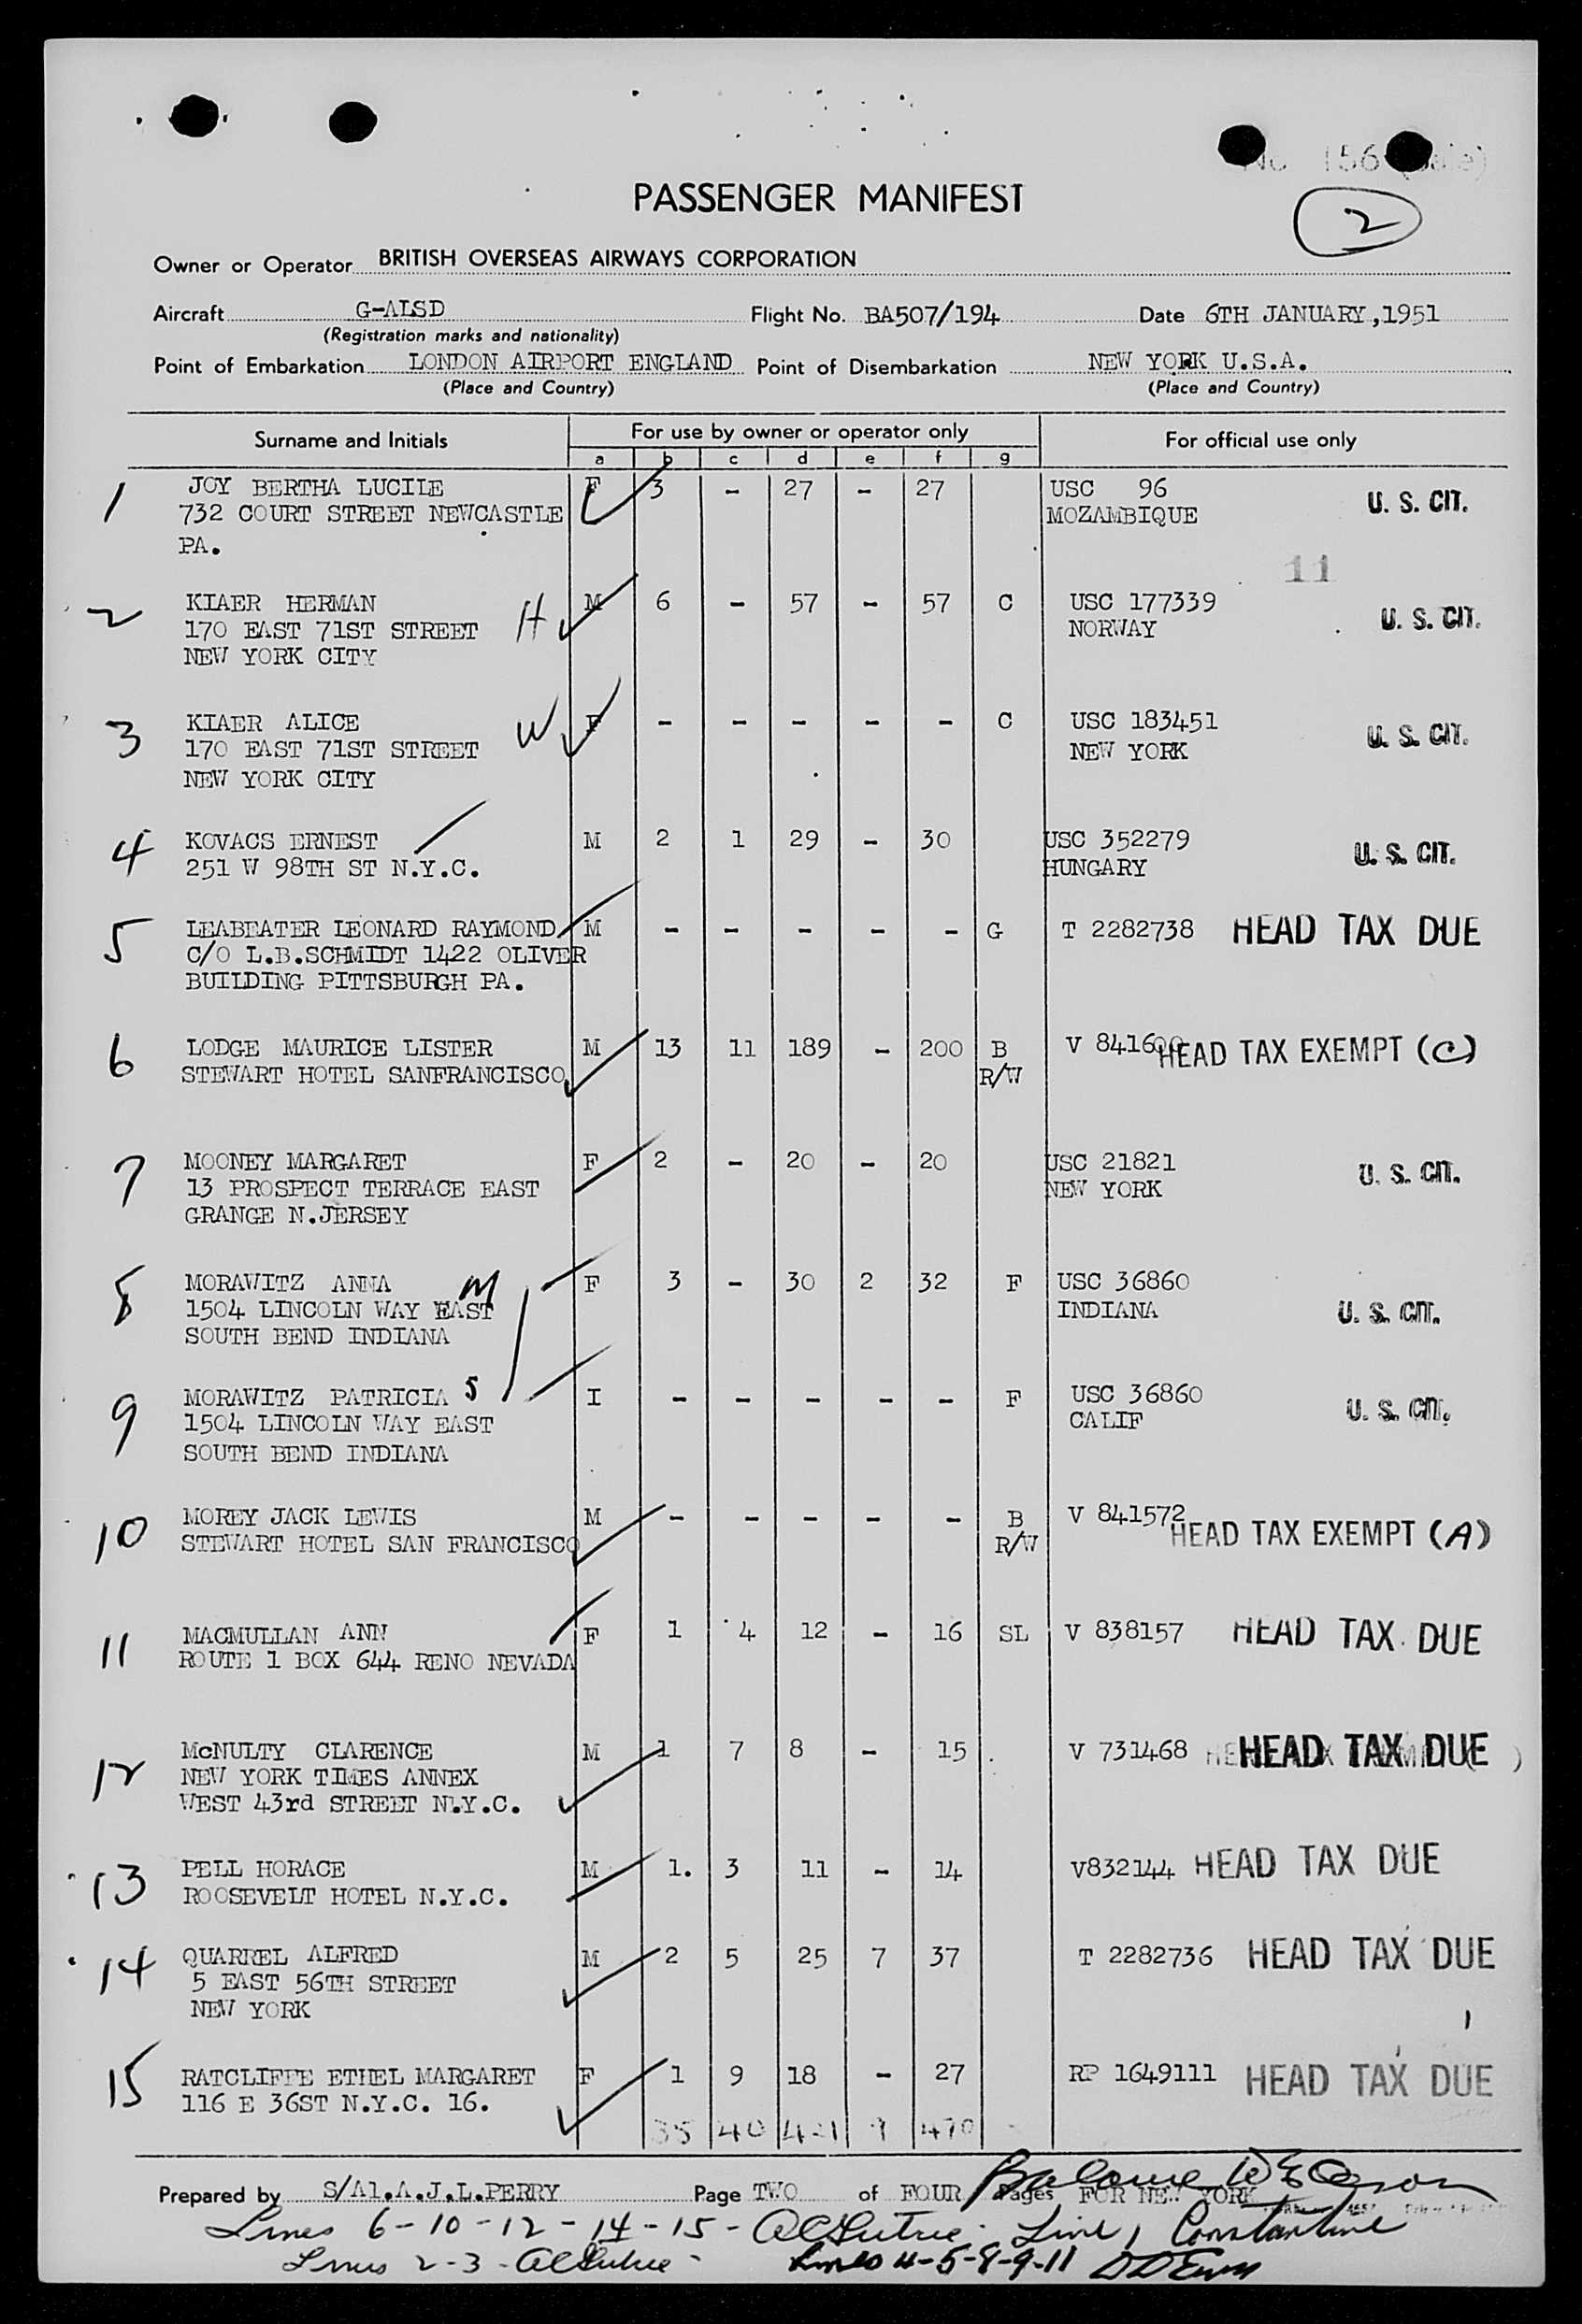 PASSENGER MANIFEST
2
Owner or Operator BRITISH OVERSEAS AIRWAYS CORPORATION
Aircraft G-ALSD Flight No. BA507/194 Date 6TH JANUARY,1951
(Registration marks and nationality)
Point of Embarkation LONDON AIRPORT ENGLAND Point of Disembarkation NEW YORK U.S.A.
(Place and Country) (Place and Country)
Surname and Initials For use by owner or operator only For official use only
a b c d e f g
1 JOY BERTHA LUCILE F 3 - 27 - 27 USC 96 U. S. CIT.
732 COURT STREET NEWCASTLE MOZAMBIQUE
PA.
11
2 KIAER HERMAN H M 6 - 57 - 57 C USC 177339 U. S. CIT.
170 EAST 71ST STREET NORWAY
NEW YORK CITY
3 KIAER ALICE W F - - - - - C USC 183451 U. S. CIT.
170 EAST 71ST STREET NEW YORK
NEW YORK CITY
4 KOVACS ERNEST M 2 1 29 - 30 USC 352279 U. S. CIT.
251 W 98TH ST N.Y.C. HUNGARY
5 LEABEATER LEONARD RAYMOND M - - - - - G T 2282738 HEAD TAX DUE
C/O L.B.SCHMIDT 1422 OLIVER
BUILDING PITTSBURGH PA.
6 LODGE MAURICE LISTER M 13 11 189 - 200 B V 841600 HEAD TAX EXEMPT (C)
STEWART HOTEL SANFRANCISCO R/W
7 MOONEY MARGARET F 2 - 20 - 20 USC 21821 U. S. CIT.
13 PROSPECT TERRACE EAST NEW YORK
GRANGE N.JERSEY
8 MORAWITZ ANNA M F 3 - 30 2 32 F USC 36860 U. S. CIT.
1504 LINCOLN WAY EAST INDIANA
SOUTH BEND INDIANA
9 MORAWITZ PATRICIA S I - - - - - F USC 36860 U. S. CIT.
1504 LINCOLN WAY EAST CALIF
SOUTH BEND INDIANA
10 MOREY JACK LEWIS M - - - - - B V 841572 HEAD TAX EXEMPT (A)
STEWART HOTEL SAN FRANCISCO R/W
11 MACMULLAN ANN F 1 4 12 - 16 SL V 838157 HEAD TAX DUE
ROUTE 1 BOX 644 RENO NEVADA
12 McNULTY CLARENCE M 1 7 8 - 15 V 731468 HEAD TAX DUE
NEW YORK TIMES ANNEX
WEST 43rd STREET N.Y.C.
13 PELL HORACE M 1. 3 11 - 14 V832144 HEAD TAX DUE
ROOSEVELT HOTEL N.Y.C.
14 QUARREL ALFRED M 2 5 25 7 37 T 2282736 HEAD TAX DUE
5 EAST 56TH STREET
NEW YORK
15 RATCLIFFE ETHEL MARGARET F 1 9 18 - 27 RP 1649111 HEAD TAX DUE
116 E 36ST N.Y.C. 16.
35 40 9 470
Prepared by S/A1.A.J.L.PERRY Page TWO of FOUR Pages FOR NEW YORK
Lines 6-10-12-14-15- Line 1 Constantine
Lines 2-3- Lines 4-5-8-9-11